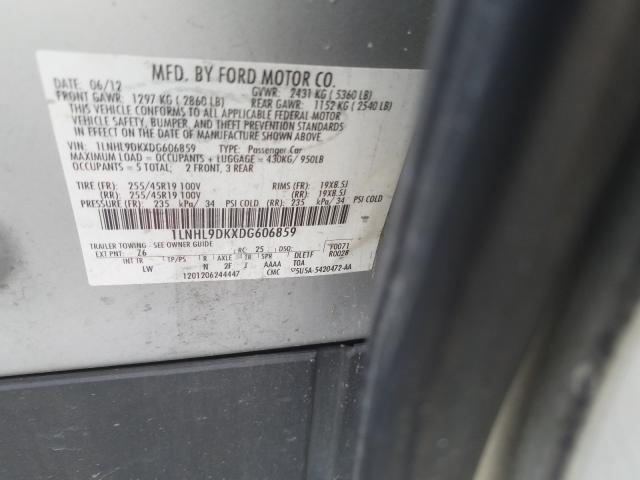 MFD. BY FORD MOTOR CO.
DATE: 06/12 GVWR: 2431 KG (5360 LB)
FRONT GAWR: 1297 KG (2860 LB) REAR GAWR: 1152 KG (2540 LB)
THIS VEHICLE CONFORMS TO ALL APPLICABLE FEDERAL MOTOR
VEHICLE SAFETY, BUMPER, AND THEFT PREVENTION STANDARDS
IN EFFECT ON THE DATE OF MANUFACTURE SHOWN ABOVE.
VIN: 1LNHL9DKXDG606859 TYPE: Passenger Car
MAXIMUM LOAD = OCCUPANTS + LUGGAGE = 430KG/ 950LB
OCCUPANTS = 5 TOTAL; 2 FRONT, 3 REAR
TIRE (FR): 255/45R19 100V RIMS (FR): 19X8.5J
(RR): 255/45R19 100V (RR): 19X8.5J
PRESSURE (FR): 235 kPa/ 34 PSI COLD (RR): 235 kPa/ 34 PSI COLD
1LNHL9DKXDG606859
TRAILER TOWING - SEE OWNER GUIDE F0071
EXT PNT: Z6 RC: 25 DSO: R0028
INT TR TP/PS R AXLE TR SPR DLETF
LW N 2F J AAAA T0A
1201206244447 CMC 5U5A-5420472-AA